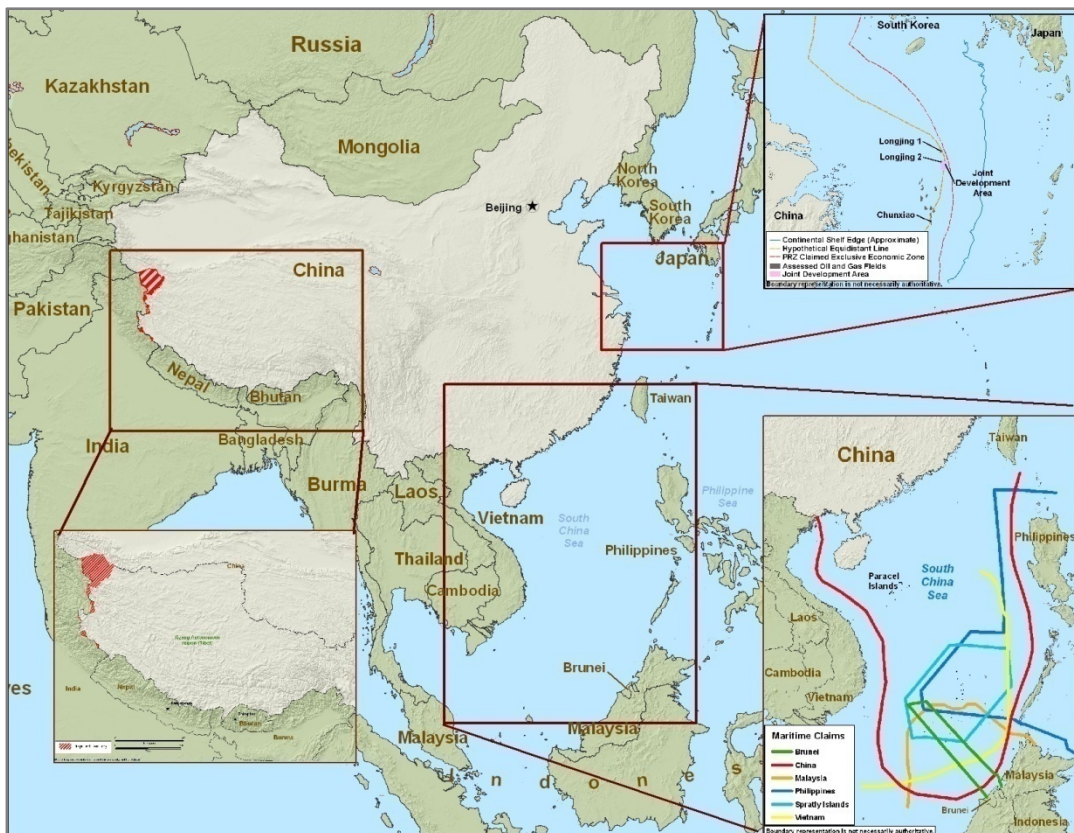 Russia
Kazakhstan
Mongolia
Kyrgyzstan
Tajikistan
Pakistan
Beijing
North
Korea
South
Korea
Japan
China
Nepal
Bhutan
India
Bangladesh
Burma
Laos
Vietnam
Thailand
Cambodia
Taiwan
South
China
Sea
Philippine
Sea
Philippines
Brunei
Malaysia
Malaysia
I n d o n e s
South Korea
Japan
Longjing 1
Longjing 2
Joint
Development
Area
Chunxiao
China
Continental Shelf Edge (Approximate)
Hypothetical Equidistant Line
PRZ Claimed Exclusive Economic Zone
Assessed Oil and Gas Fields
Joint Development Area
Boundary representation is not necessarily authoritative.
China
India
Nepal
Bhutan
Burma
China
Taiwan
Philippines
South
China
Sea
Paracel
Islands
Laos
Cambodia
Vietnam
Malaysia
Brunei
Indonesia
Maritime Claims
Brunei
China
Malaysia
Philippines
Spratly Islands
Vietnam
Boundary representation is not necessarily authoritative.